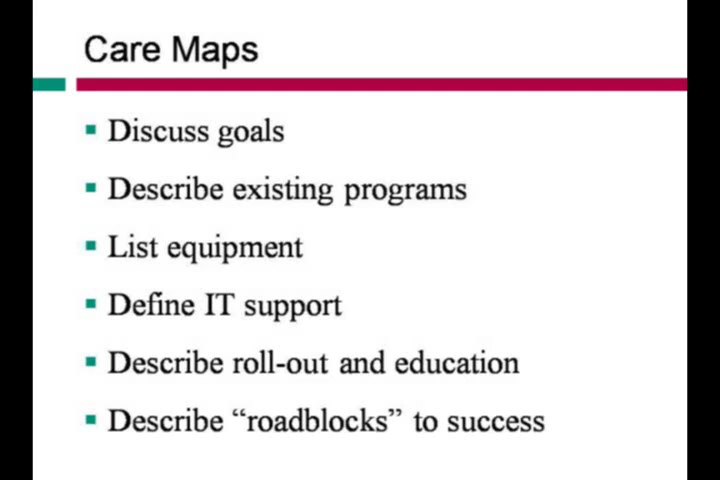 Care Maps
Discuss goals
Describe existing programs
List equipment
Define IT support
Describe roll-out and education
Describe “roadblocks” to success